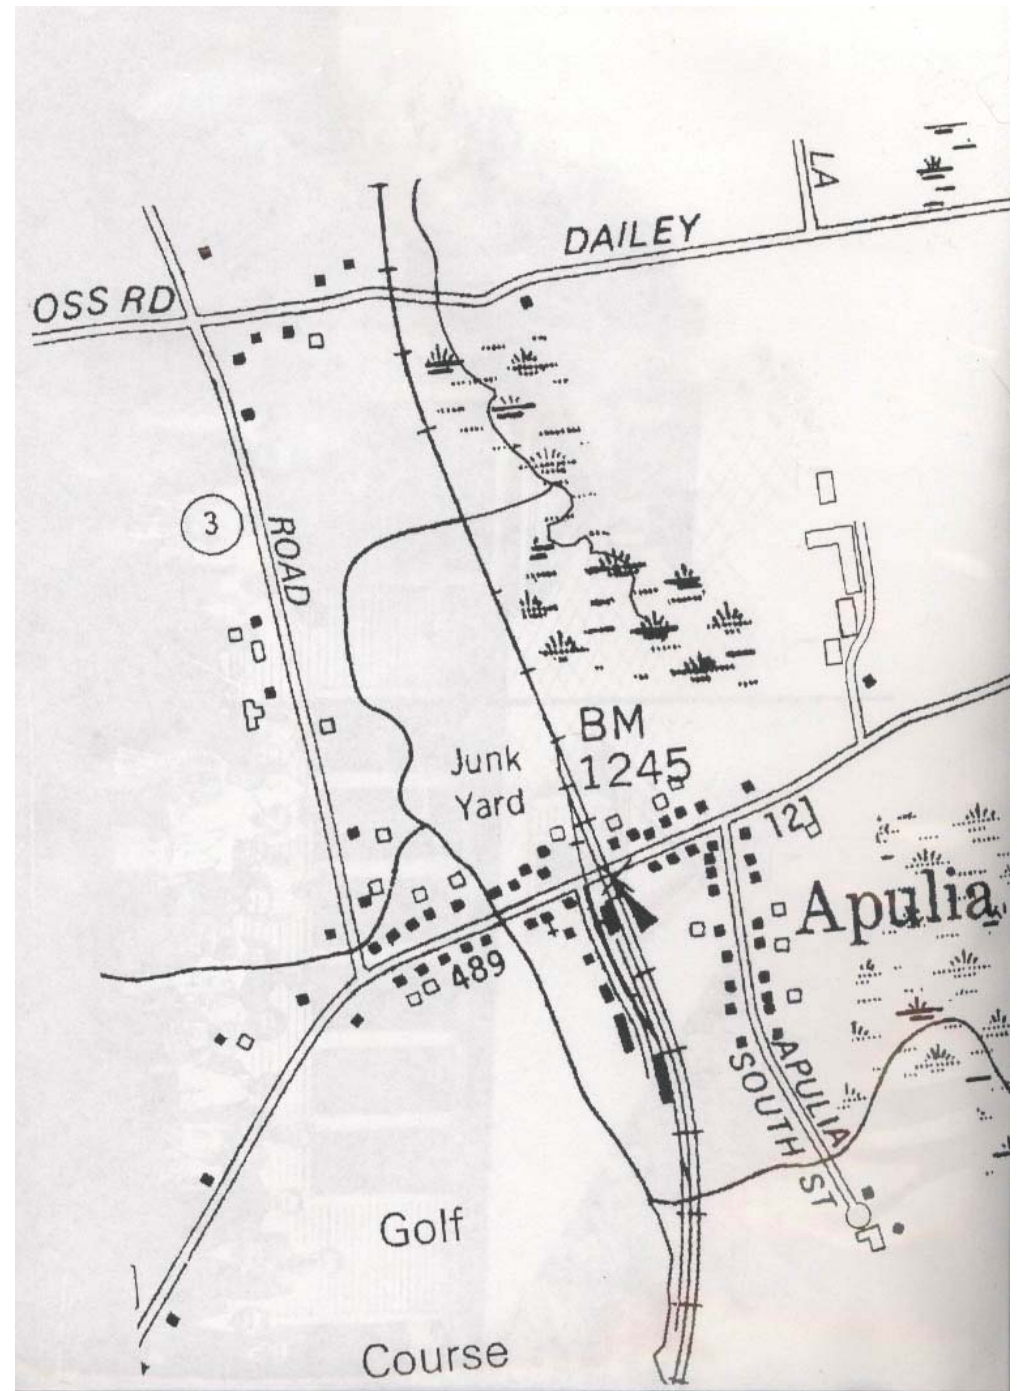 LA
DAILEY
OSS RD
3
ROAD
BM
1245
Junk
Yard
121
Apulia
489
APULIA
SOUTH ST
Golf
Course